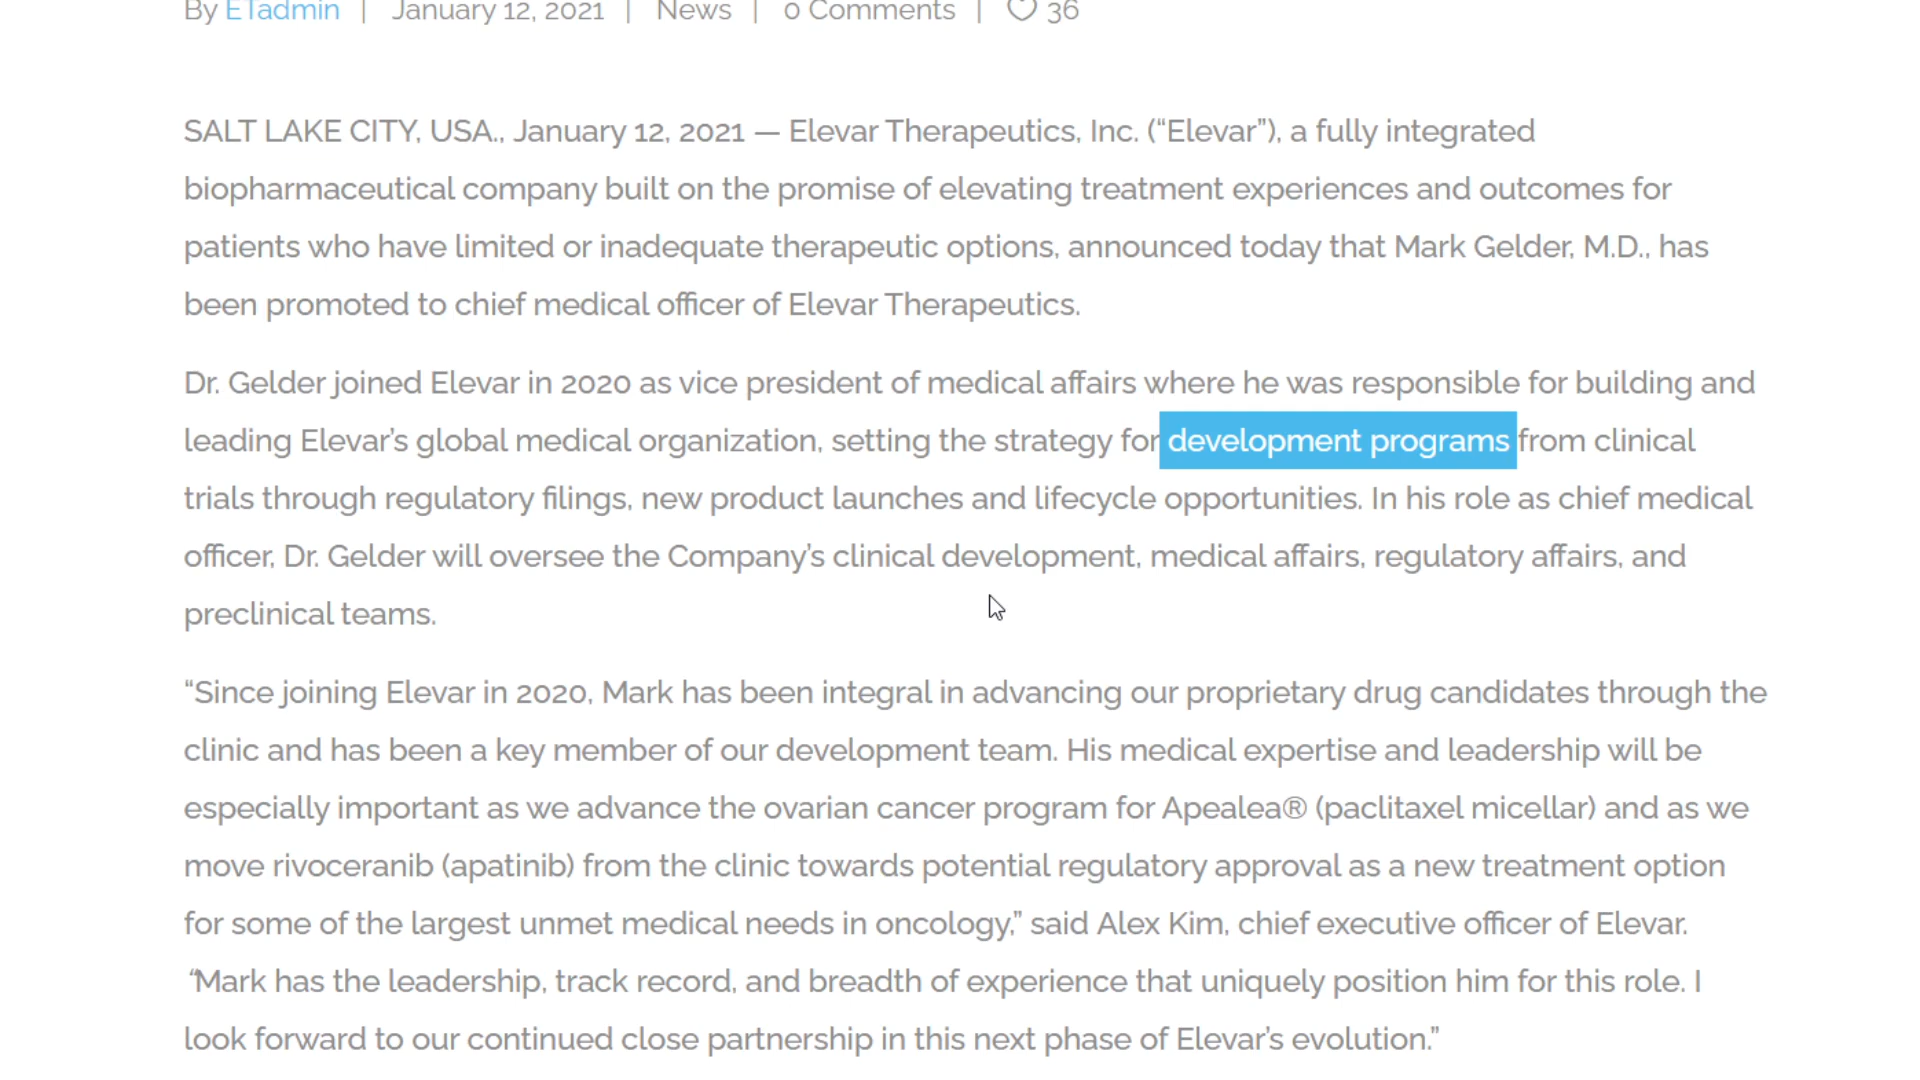 By ETadmin | January 12, 2021 | News | 0 Comments | 36
SALT LAKE CITY, USA., January 12, 2021 — Elevar Therapeutics, Inc. (“Elevar”), a fully integrated
biopharmaceutical company built on the promise of elevating treatment experiences and outcomes for
patients who have limited or inadequate therapeutic options, announced today that Mark Gelder, M.D., has
been promoted to chief medical officer of Elevar Therapeutics.
Dr. Gelder joined Elevar in 2020 as vice president of medical affairs where he was responsible for building and
leading Elevar’s global medical organization, setting the strategy for development programs from clinical
trials through regulatory filings, new product launches and lifecycle opportunities. In his role as chief medical
officer, Dr. Gelder will oversee the Company’s clinical development, medical affairs, regulatory affairs, and
preclinical teams.
“Since joining Elevar in 2020, Mark has been integral in advancing our proprietary drug candidates through the
clinic and has been a key member of our development team. His medical expertise and leadership will be
especially important as we advance the ovarian cancer program for Apealea® (paclitaxel micellar) and as we
move rivoceranib (apatinib) from the clinic towards potential regulatory approval as a new treatment option
for some of the largest unmet medical needs in oncology,” said Alex Kim, chief executive officer of Elevar.
“Mark has the leadership, track record, and breadth of experience that uniquely position him for this role. I
look forward to our continued close partnership in this next phase of Elevar’s evolution.”